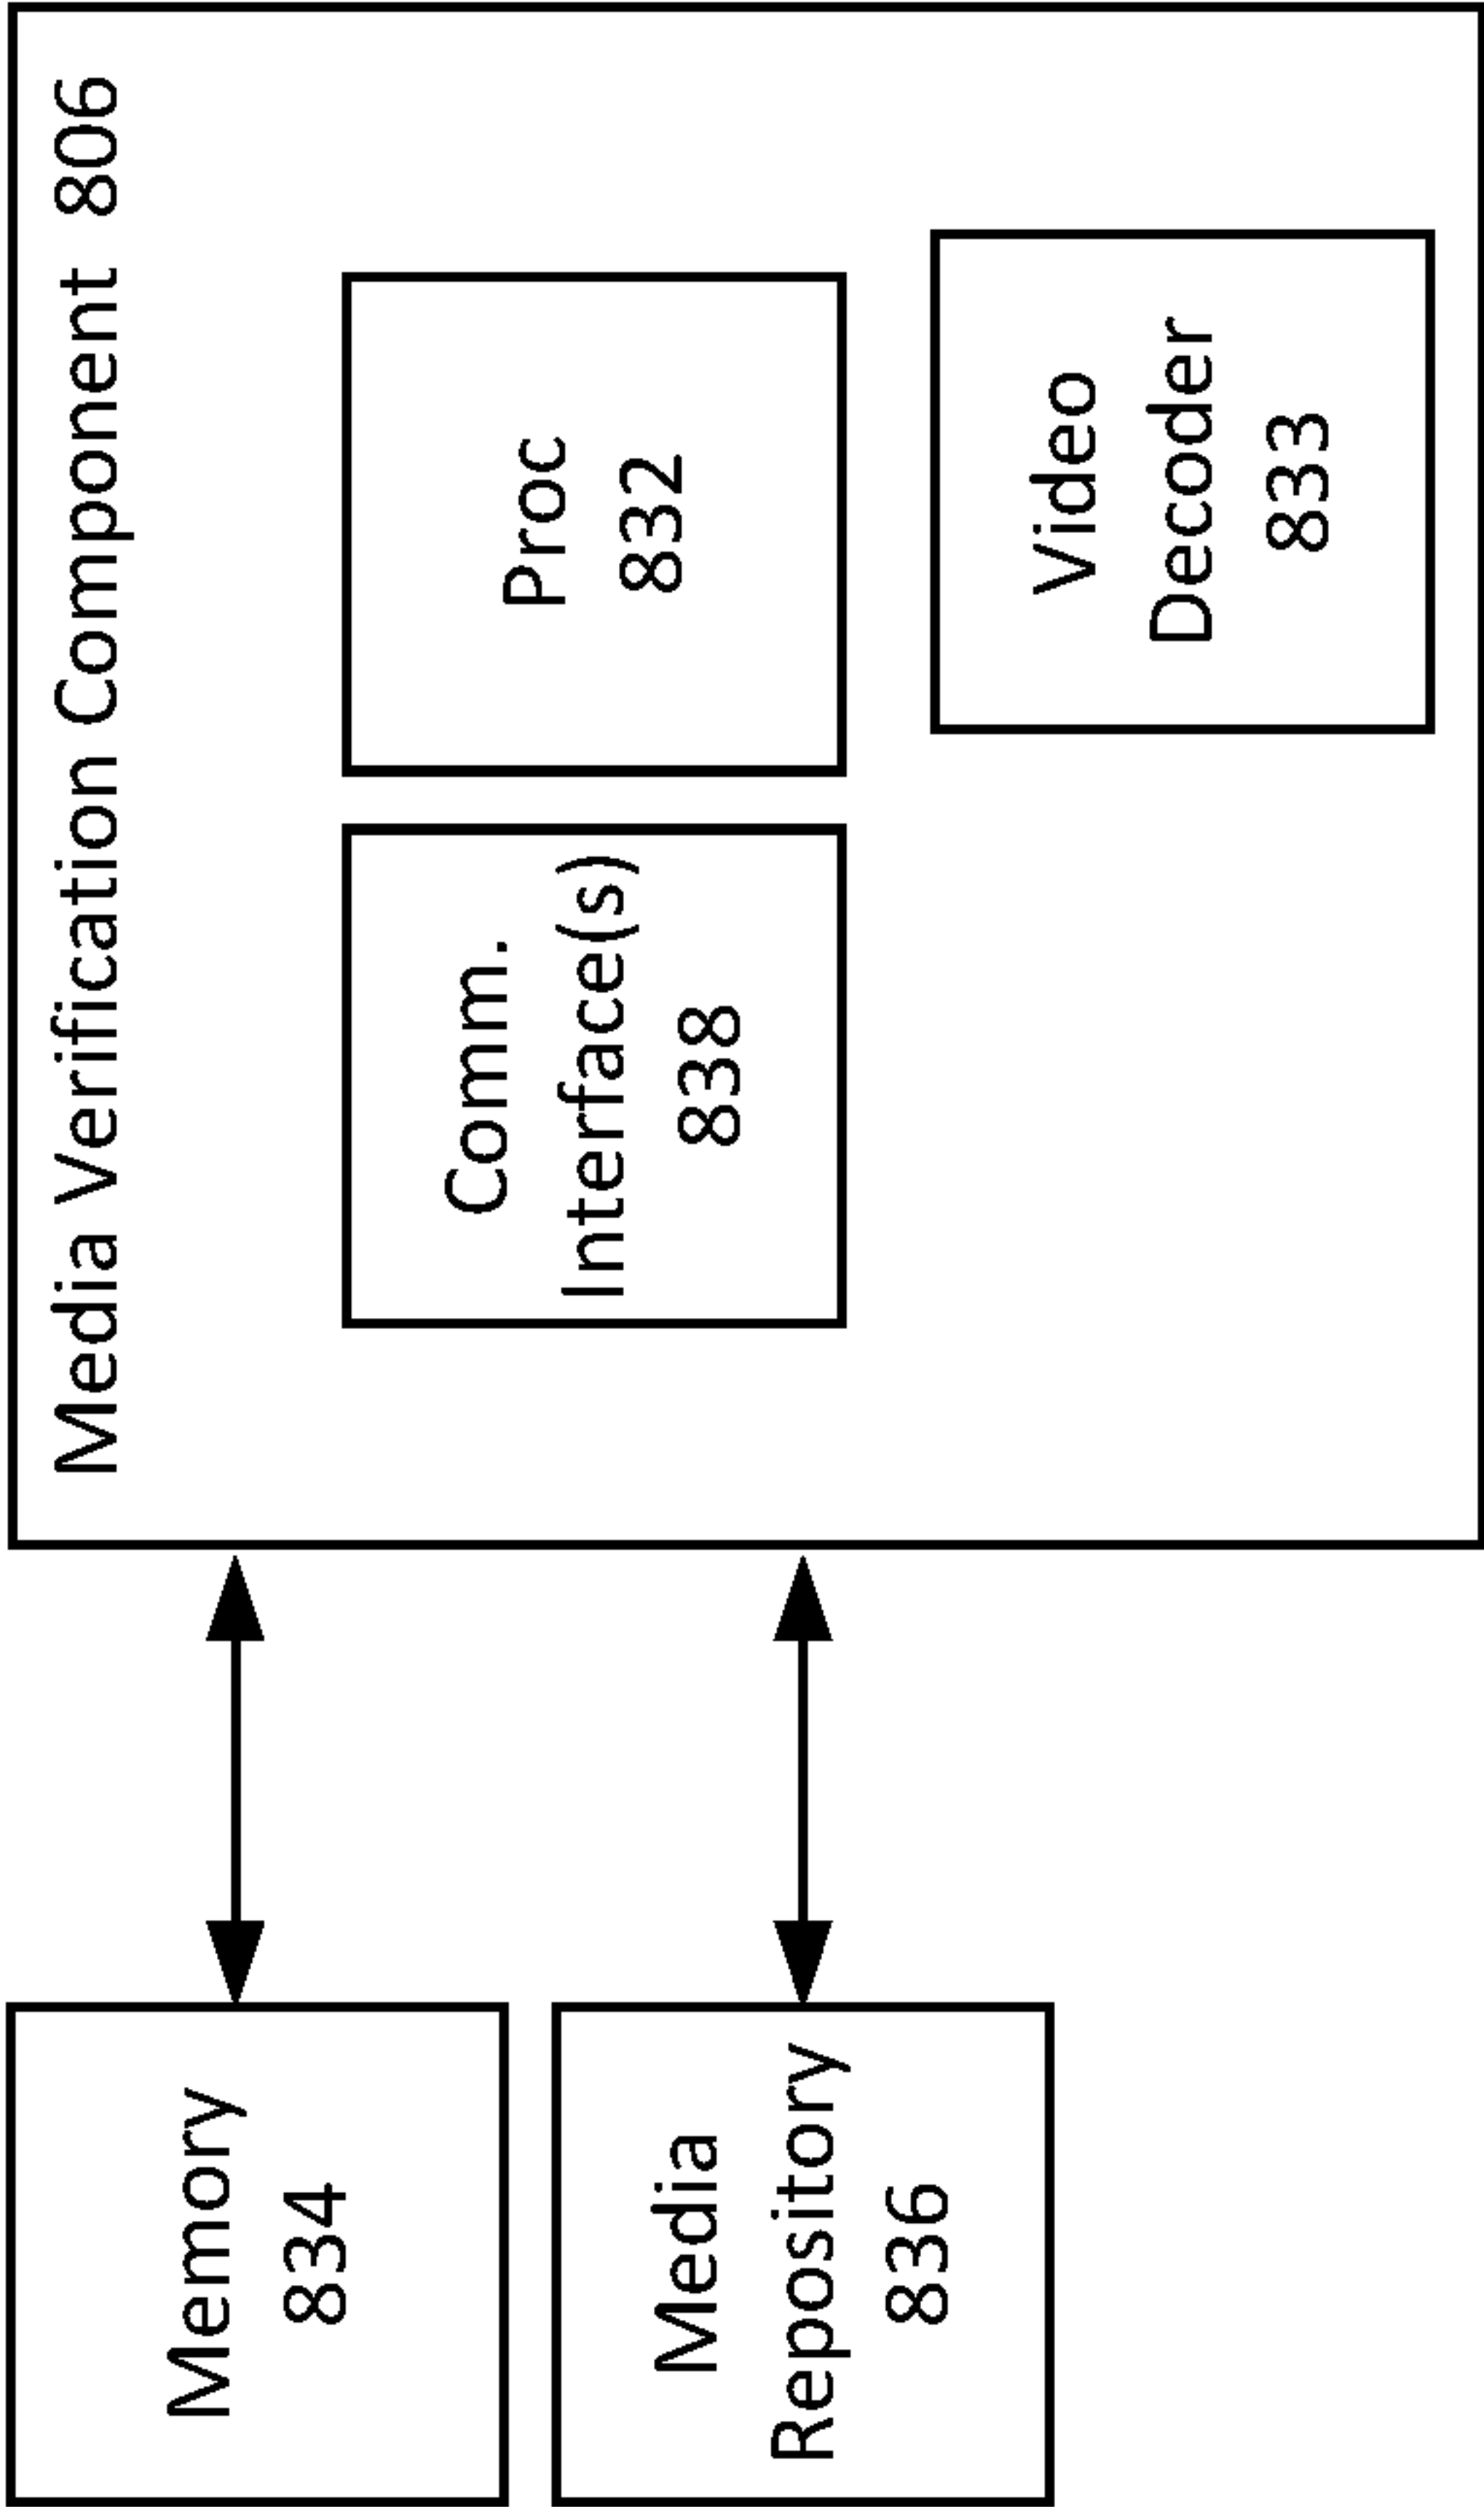 Media Verification Component 806
Memory
834
Media
Repository
836
Comm.
Interface(s)
838
Proc
832
Video
Decoder
833